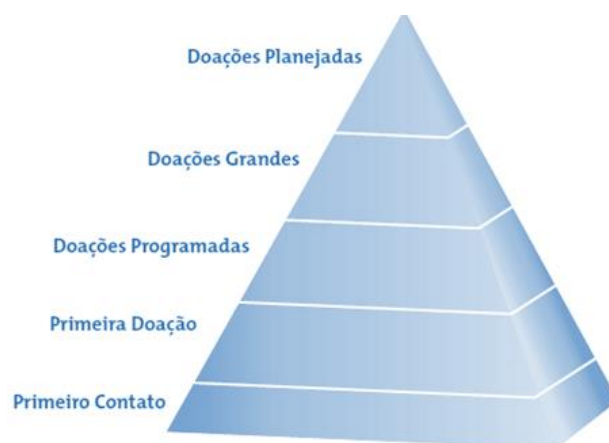 Doações Planejadas
Doações Grandes
Doações Programadas
Primeira Doação
Primeiro Contato